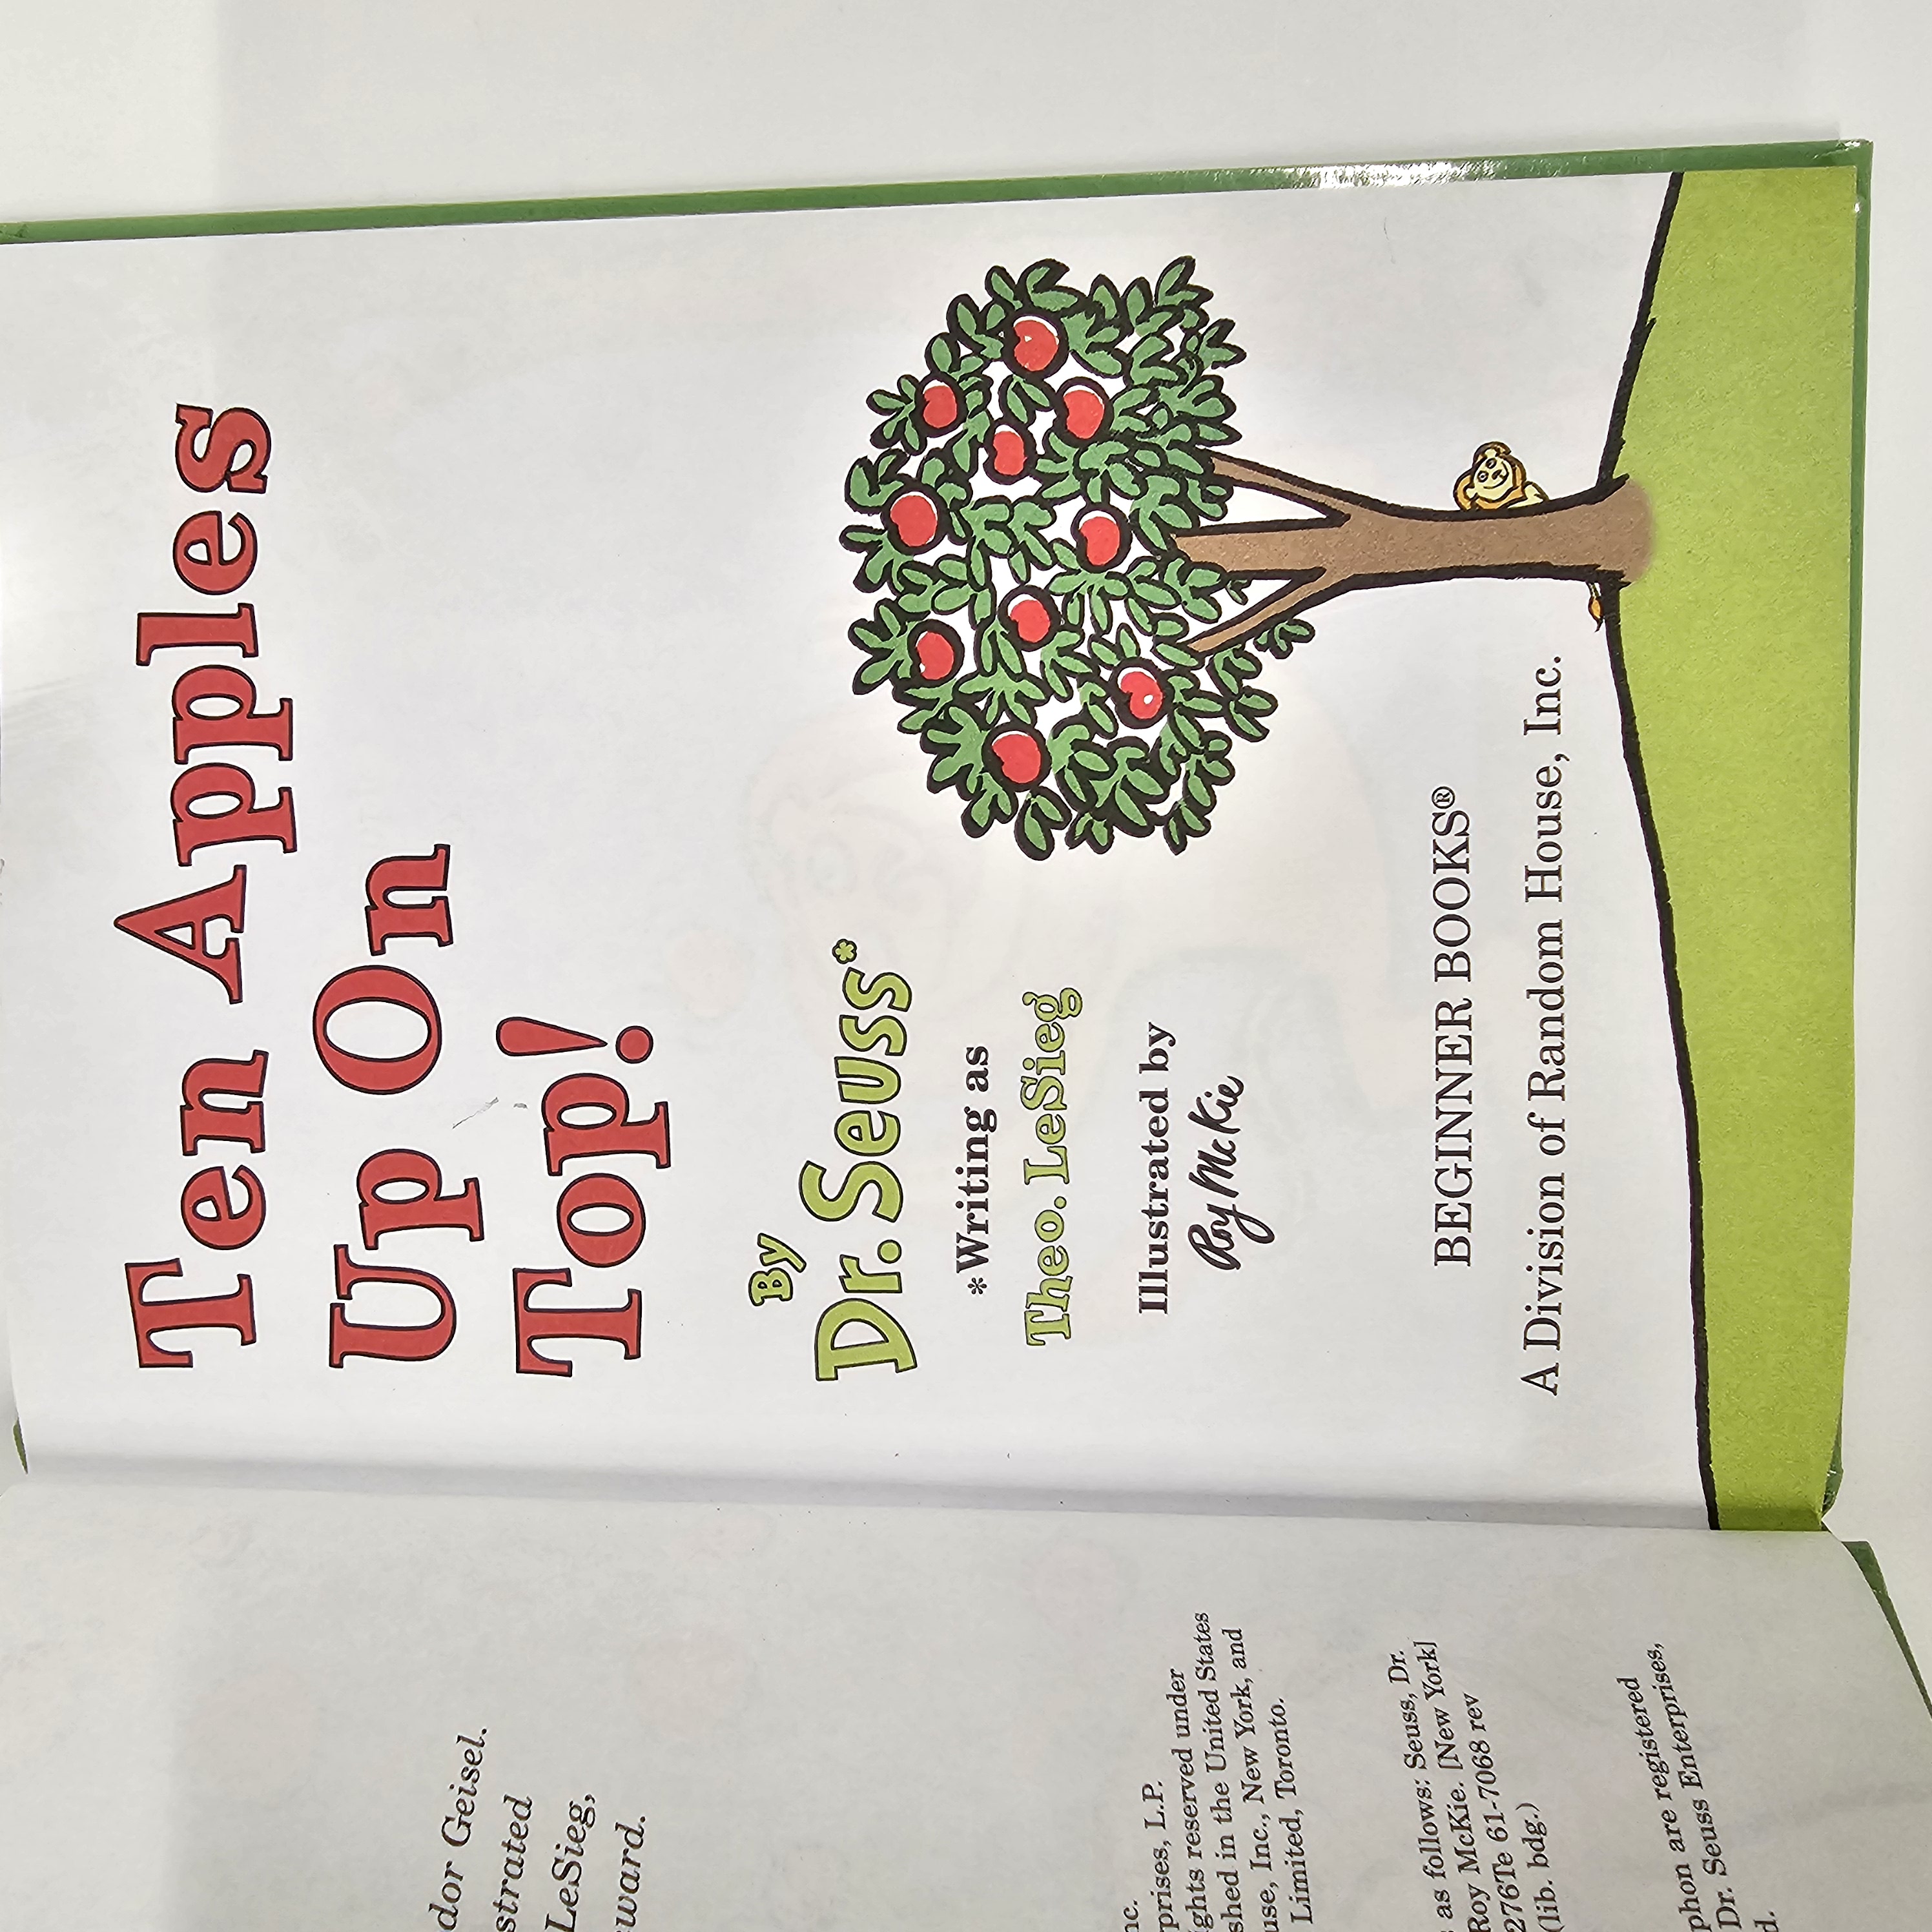 dor Geisel.
strated
LeSieg,
ward.
nc.
prises, L.P.
ights reserved under
shed in the United States
use, Inc., New York, and
Limited, Toronto.
as follows: Seuss, Dr.
Roy McKie. [New York]
276Te 61-7068 rev
(lib. bdg.)
phon are registered
Dr. Seuss Enterprises,
d.
Ten Apples
Up On
Top!
By
Dr. Seuss*
*Writing as
Theo. LeSieg
Illustrated by
Roy McKie
BEGINNER BOOKS®
A Division of Random House, Inc.